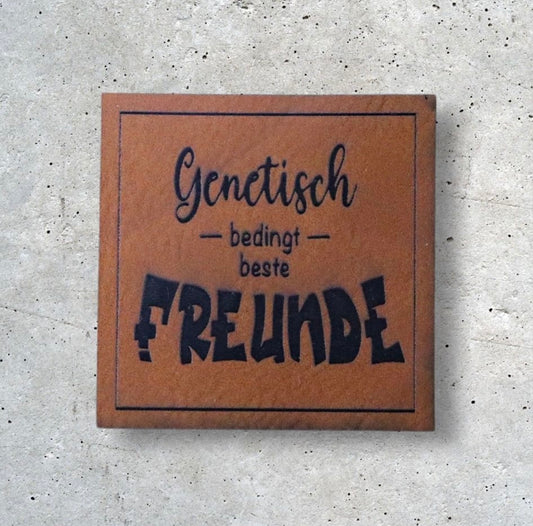 Genetisch
— bedingt —
beste
FREUNDE